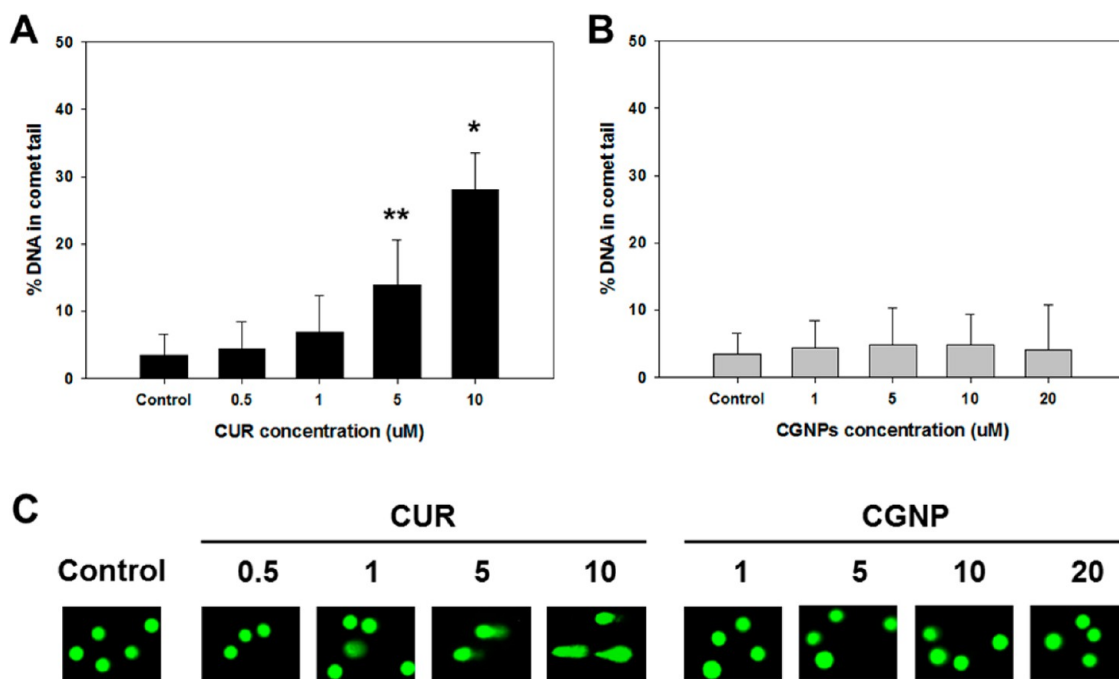 A
50
40
30
20
10
0
% DNA in comet tail
**
*
Control 0.5 1 5 10
CUR concentration (uM)
B
50
40
30
20
10
0
% DNA in comet tail
Control 1 5 10 20
CGNPs concentration (uM)
C
CUR CGNP
Control 0.5 1 5 10 1 5 10 20